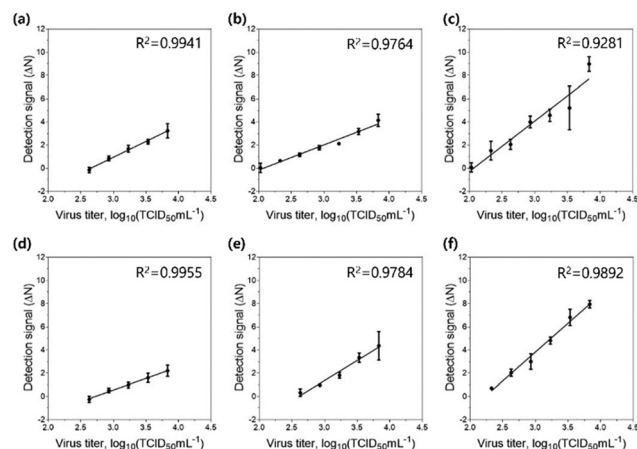 (a)
R²=0.9941
Detection signal (ΔN)
12
10
8
6
4
2
0
-2
2.0 2.5 3.0 3.5 4.0 4.5
Virus titer, log₁₀(TCID₅₀mL⁻¹)
(b)
R²=0.9764
Detection signal (ΔN)
12
10
8
6
4
2
0
-2
2.0 2.5 3.0 3.5 4.0 4.5
Virus titer, log₁₀(TCID₅₀mL⁻¹)
(c)
R²=0.9281
Detection signal (ΔN)
12
10
8
6
4
2
0
-2
2.0 2.5 3.0 3.5 4.0 4.5
Virus titer, log₁₀(TCID₅₀mL⁻¹)
(d)
R²=0.9955
Detection signal (ΔN)
12
10
8
6
4
2
0
-2
2.0 2.5 3.0 3.5 4.0 4.5
Virus titer, log₁₀(TCID₅₀mL⁻¹)
(e)
R²=0.9784
Detection signal (ΔN)
12
10
8
6
4
2
0
-2
2.0 2.5 3.0 3.5 4.0 4.5
Virus titer, log₁₀(TCID₅₀mL⁻¹)
(f)
R²=0.9892
Detection signal (ΔN)
12
10
8
6
4
2
0
-2
2.0 2.5 3.0 3.5 4.0 4.5
Virus titer, log₁₀(TCID₅₀mL⁻¹)